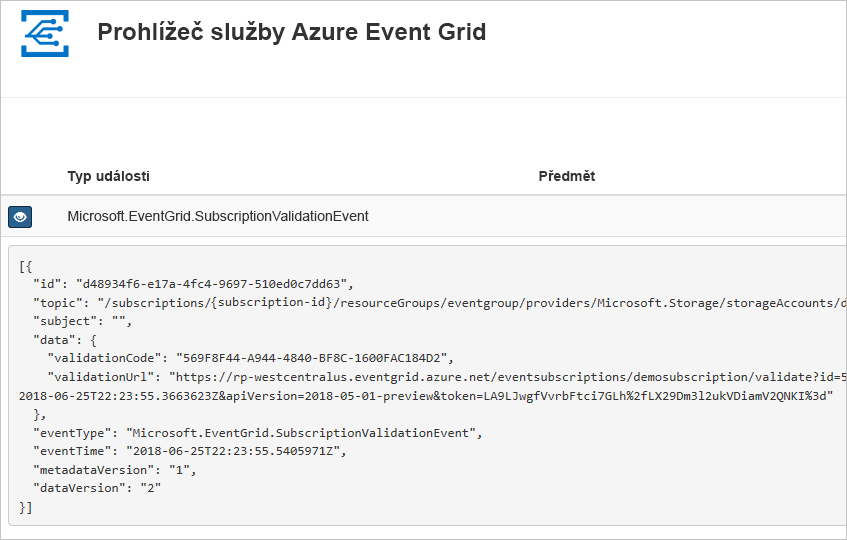 Prohlížeč služby Azure Event Grid
Typ události Předmět
Microsoft.EventGrid.SubscriptionValidationEvent
[{
"id": "d48934f6-e17a-4fc4-9697-510ed0c7dd63",
"topic": "/subscriptions/{subscription-id}/resourceGroups/eventgroup/providers/Microsoft.Storage/storageAccounts/d
"subject": "",
"data": {
"validationCode": "569F8F44-A944-4840-BF8C-1600FAC184D2",
"validationUrl": "https://rp-westcentralus.eventgrid.azure.net/eventsubscriptions/demosubscription/validate?id=5
2018-06-25T22:23:55.3663623Z&apiVersion=2018-05-01-preview&token=LA9LJwgfVvrbFtci7GLh%2fLX29Dm3l2ukVDiamV2QNKI%3d"
},
"eventType": "Microsoft.EventGrid.SubscriptionValidationEvent",
"eventTime": "2018-06-25T22:23:55.5405971Z",
"metadataVersion": "1",
"dataVersion": "2"
}]